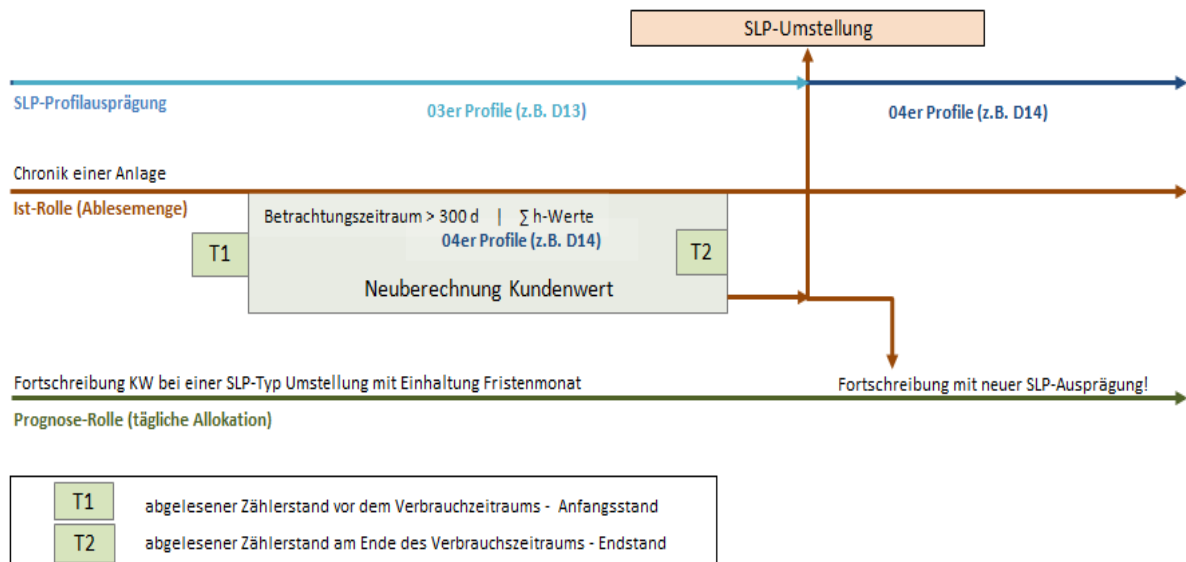 SLP-Umstellung
SLP-Profilausprägung
03er Profile (z.B. D13)
04er Profile (z.B. D14)
Chronik einer Anlage
Ist-Rolle (Ablesemenge)
Betrachtungszeitraum > 300 d | ∑ h-Werte
04er Profile (z.B. D14)
T1
T2
Neuberechnung Kundenwert
Fortschreibung KW bei einer SLP-Typ Umstellung mit Einhaltung Fristenmonat
Fortschreibung mit neuer SLP-Ausprägung!
Prognose-Rolle (tägliche Allokation)
T1 abgelesener Zählerstand vor dem Verbrauchzeitraums - Anfangsstand
T2 abgelesener Zählerstand am Ende des Verbrauchszeitraums - Endstand